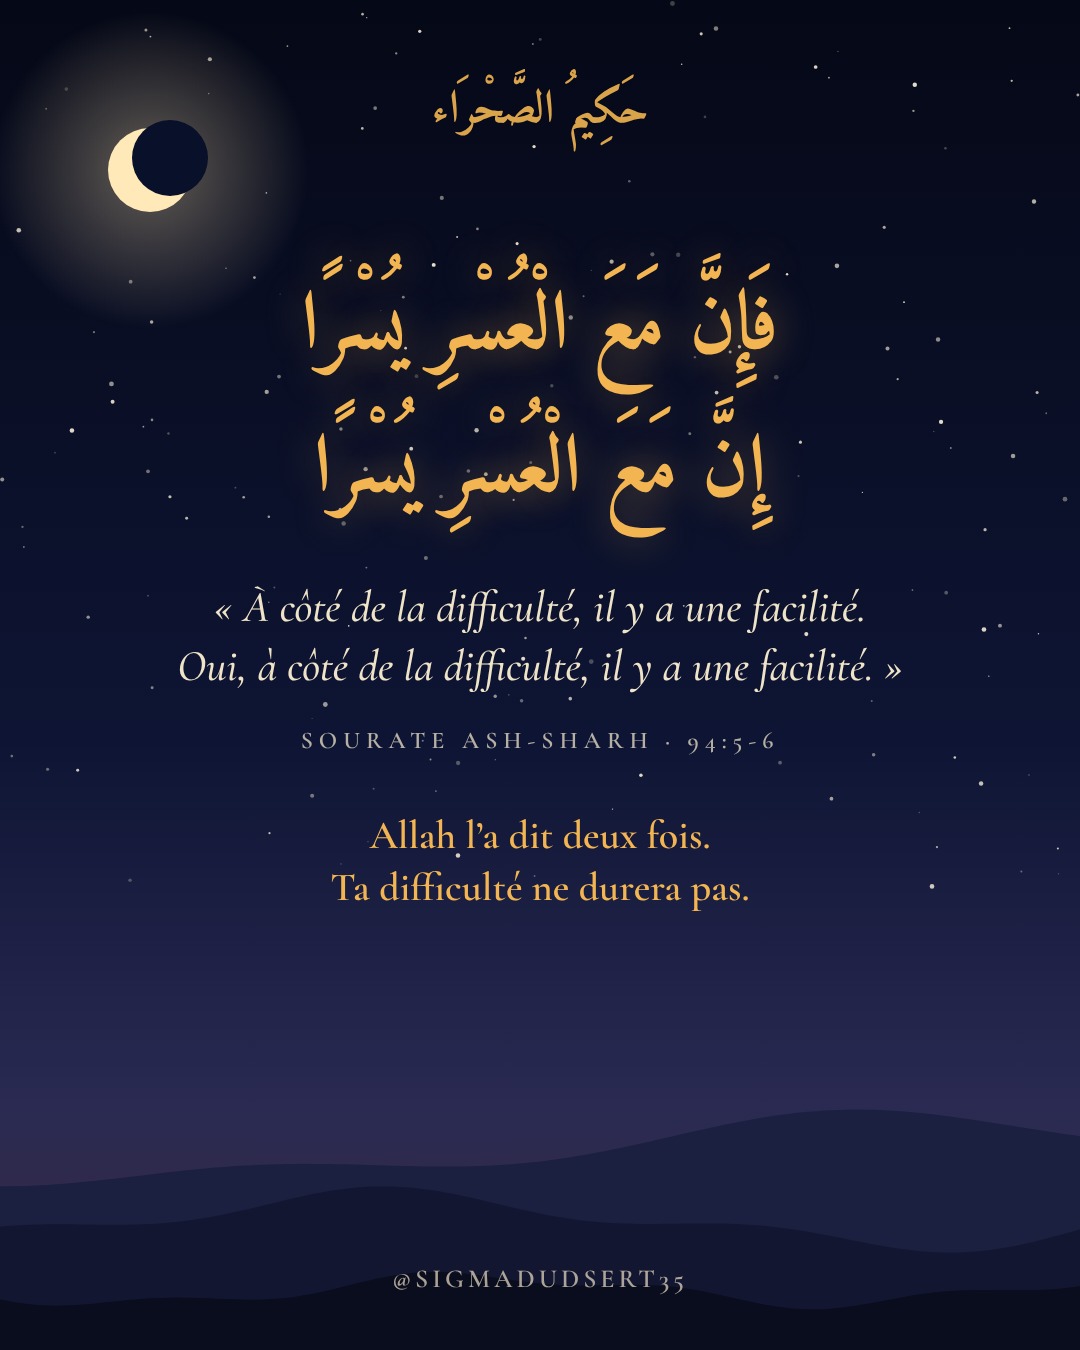 حَكِيمُ الصَّحْرَاء
فَإِنَّ مَعَ الْعُسْرِ يُسْرًا
إِنَّ مَعَ الْعُسْرِ يُسْرًا
« À côté de la difficulté, il y a une facilité.
Oui, à côté de la difficulté, il y a une facilité. »
SOURATE ASH-SHARH · 94:5-6
Allah l’a dit deux fois.
Ta difficulté ne durera pas.
@SIGMADUDSERT35